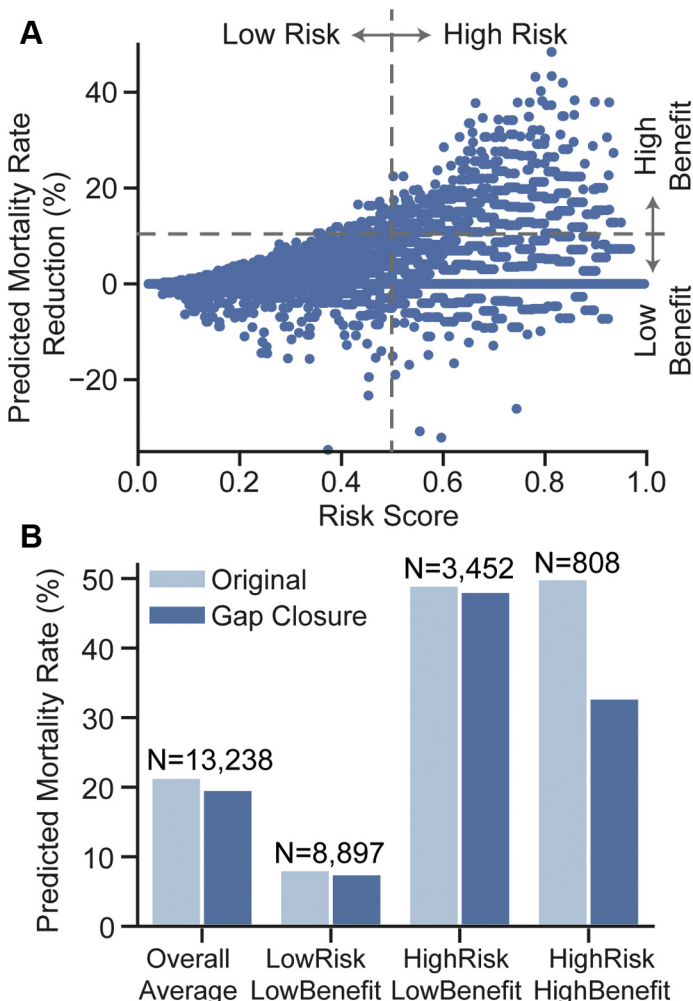 A
Low Risk
High Risk
Predicted Mortality Rate
Reduction (%)
40
20
0
−20
High
Benefit
Low
Benefit
0.0
0.2
0.4
0.6
0.8
1.0
Risk Score
B
Predicted Mortality Rate (%)
50
40
30
20
10
0
Original
Gap Closure
N=13,238
N=8,897
N=3,452
N=808
Overall
Average
LowRisk
LowBenefit
HighRisk
LowBenefit
HighRisk
HighBenefit